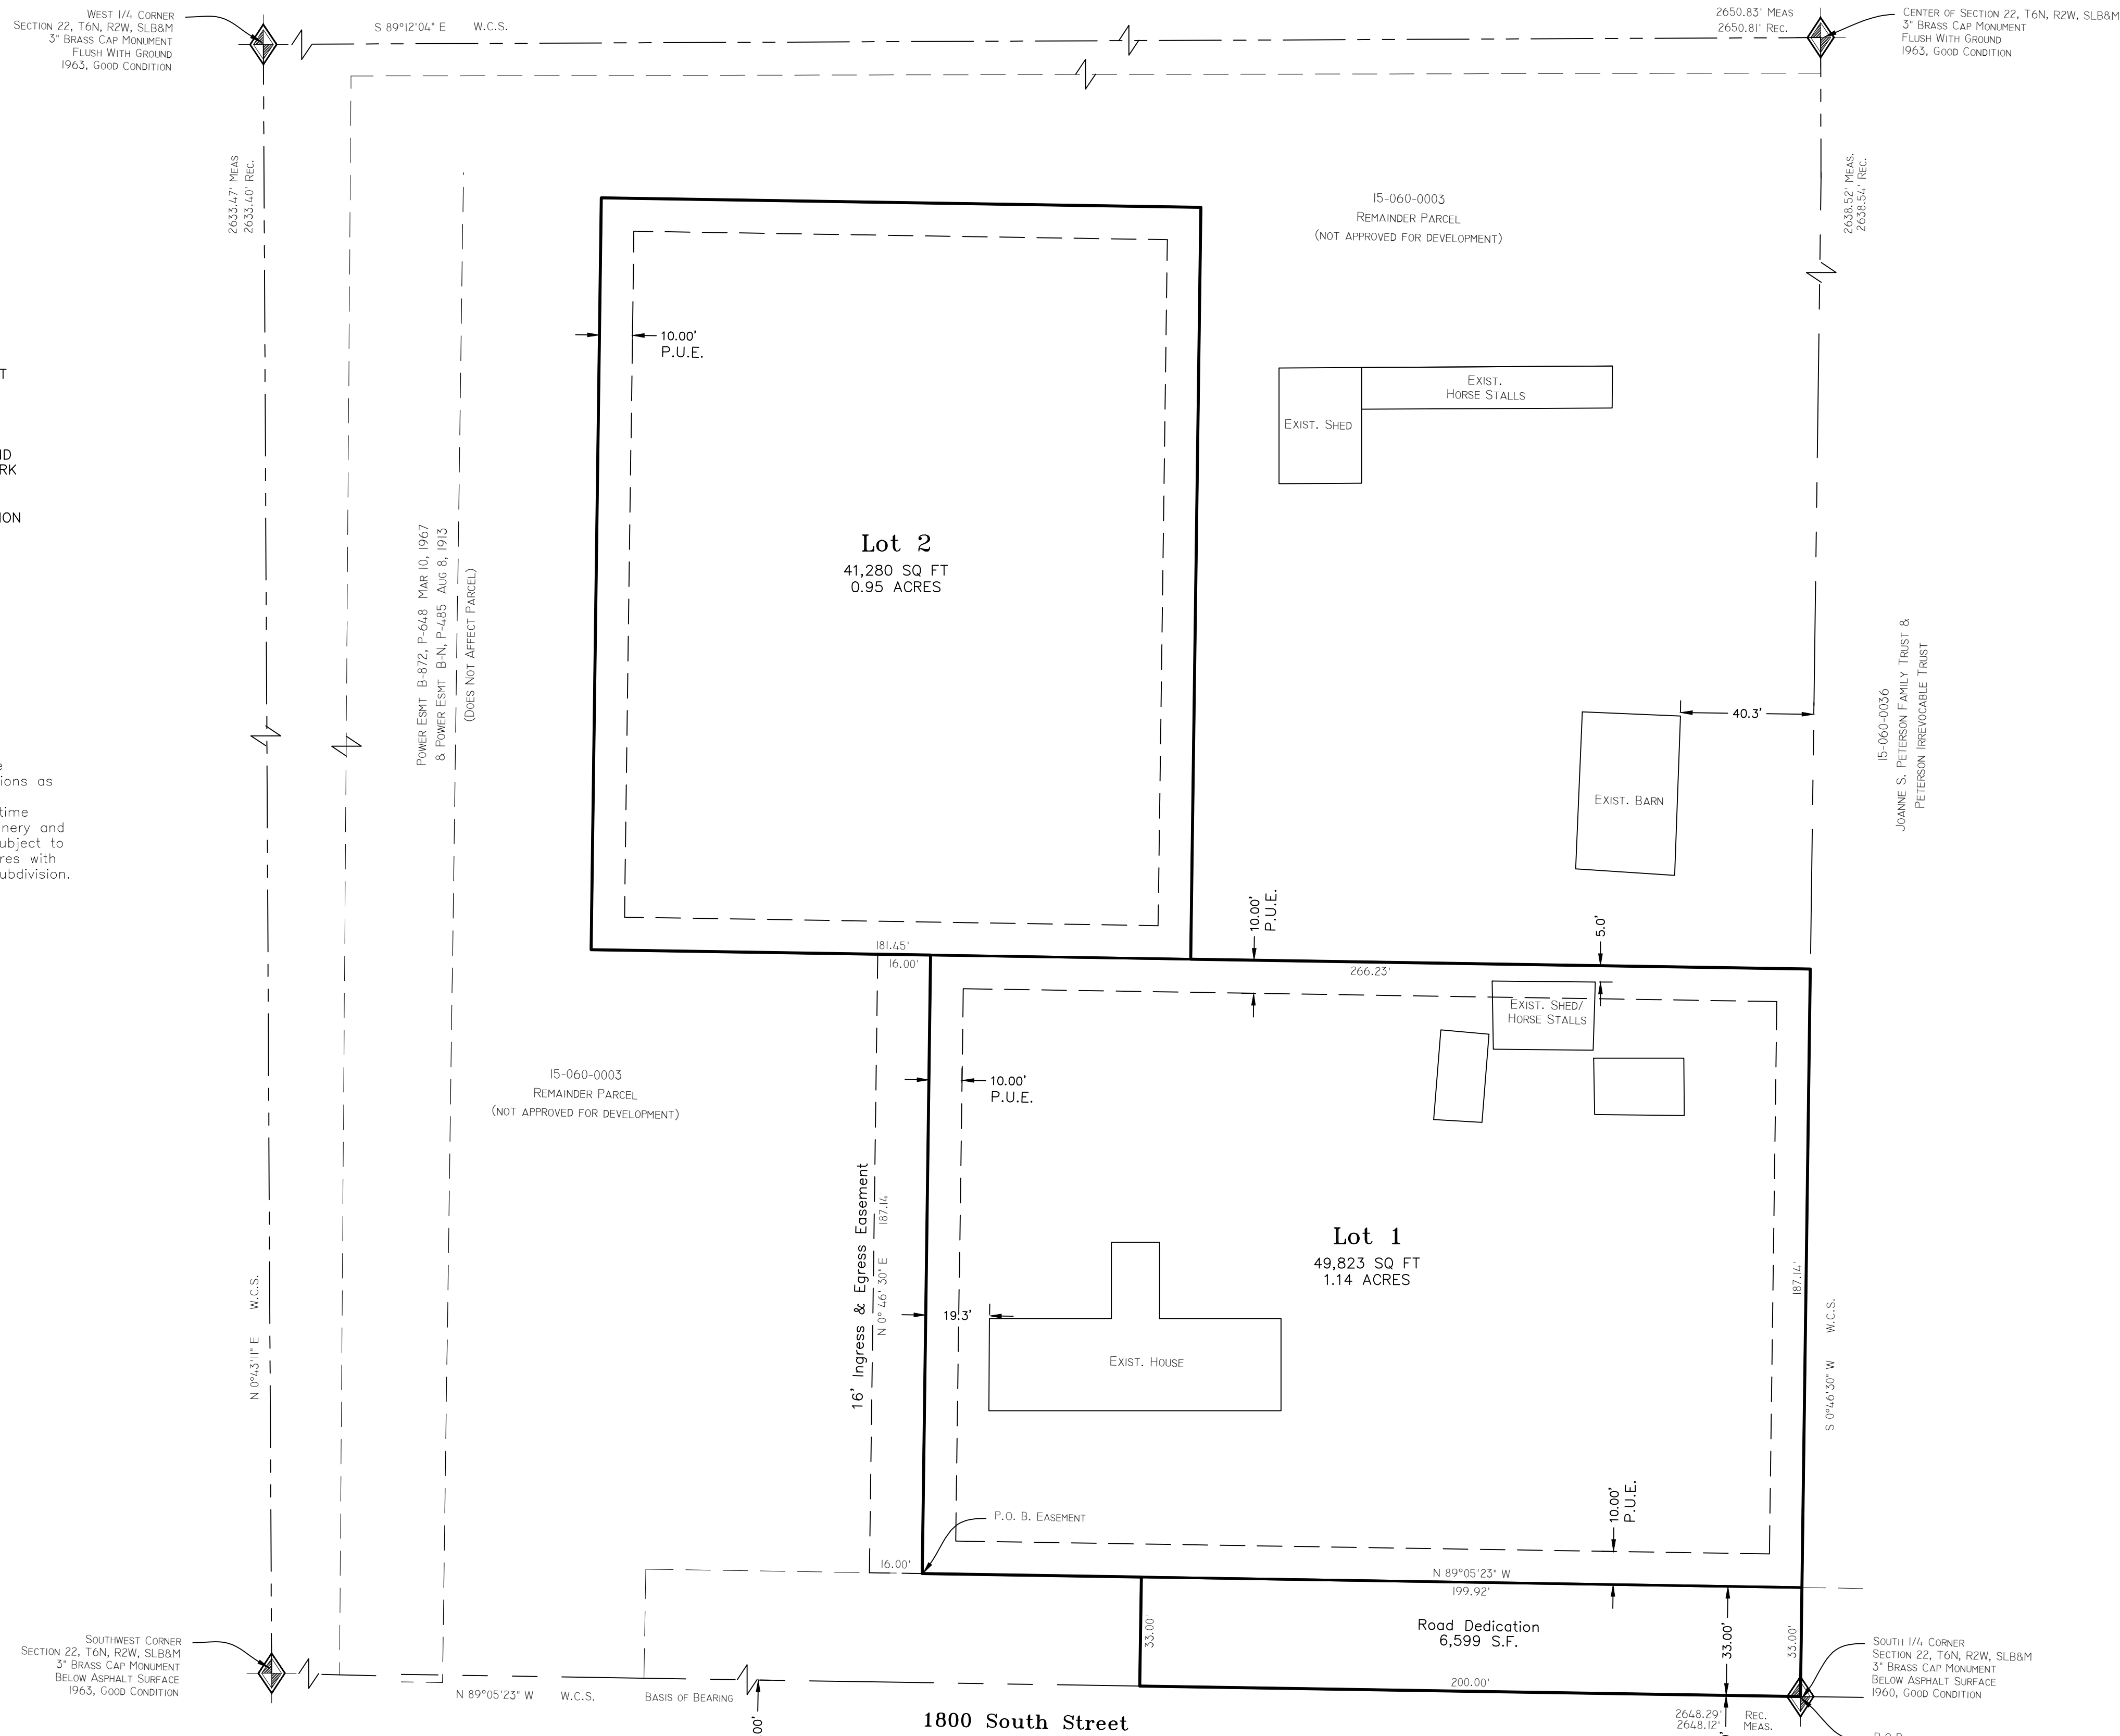 WEST 1/4 CORNER
SECTION 22, T6N, R2W, SLB&M
3" BRASS CAP MONUMENT
FLUSH WITH GROUND
1963, GOOD CONDITION
S 89°12'04" E W.C.S.
2650.83' MEAS
2650.81' REC.
CENTER OF SECTION 22, T6N, R2W, SLB&M
3" BRASS CAP MONUMENT
FLUSH WITH GROUND
1963, GOOD CONDITION
2633.47' MEAS
2633.40' REC.
2638.52' MEAS.
2638.54' REC.
15-060-0003
REMAINDER PARCEL
(NOT APPROVED FOR DEVELOPMENT)
10.00'
P.U.E.
EXIST.
HORSE STALLS
EXIST. SHED
Lot 2
41,280 SQ FT
0.95 ACRES
POWER ESMT B-872, P-648 MAR 10, 1967
& POWER ESMT B-N, P-485 AUG 8, 1913
(DOES NOT AFFECT PARCEL)
ions as
time
nery and
ubject to
res with
ubdivision.
40.3'
EXIST. BARN
15-060-0036
JOANNE S. PETERSON FAMILY TRUST &
PETERSON IRREVOCABLE TRUST
10.00'
P.U.E.
5.0'
181.45'
16.00'
266.23'
EXIST. SHED/
HORSE STALLS
15-060-0003
REMAINDER PARCEL
(NOT APPROVED FOR DEVELOPMENT)
10.00'
P.U.E.
16' Ingress & Egress Easement
N 0° 46' 30" E 187.14'
Lot 1
49,823 SQ FT
1.14 ACRES
187.14'
19.3'
EXIST. HOUSE
N 0°43'11" E W.C.S.
S 0°46'30" W W.C.S.
10.00'
P.U.E.
P.O. B. EASEMENT
16.00'
N 89°05'23" W
199.92'
33.00'
Road Dedication
6,599 S.F.
33.00'
33.00'
200.00'
SOUTHWEST CORNER
SECTION 22, T6N, R2W, SLB&M
3" BRASS CAP MONUMENT
BELOW ASPHALT SURFACE
1963, GOOD CONDITION
N 89°05'23" W W.C.S. BASIS OF BEARING
SOUTH 1/4 CORNER
SECTION 22, T6N, R2W, SLB&M
3" BRASS CAP MONUMENT
BELOW ASPHALT SURFACE
1960, GOOD CONDITION
1800 South Street
2648.29' REC.
2648.12' MEAS.